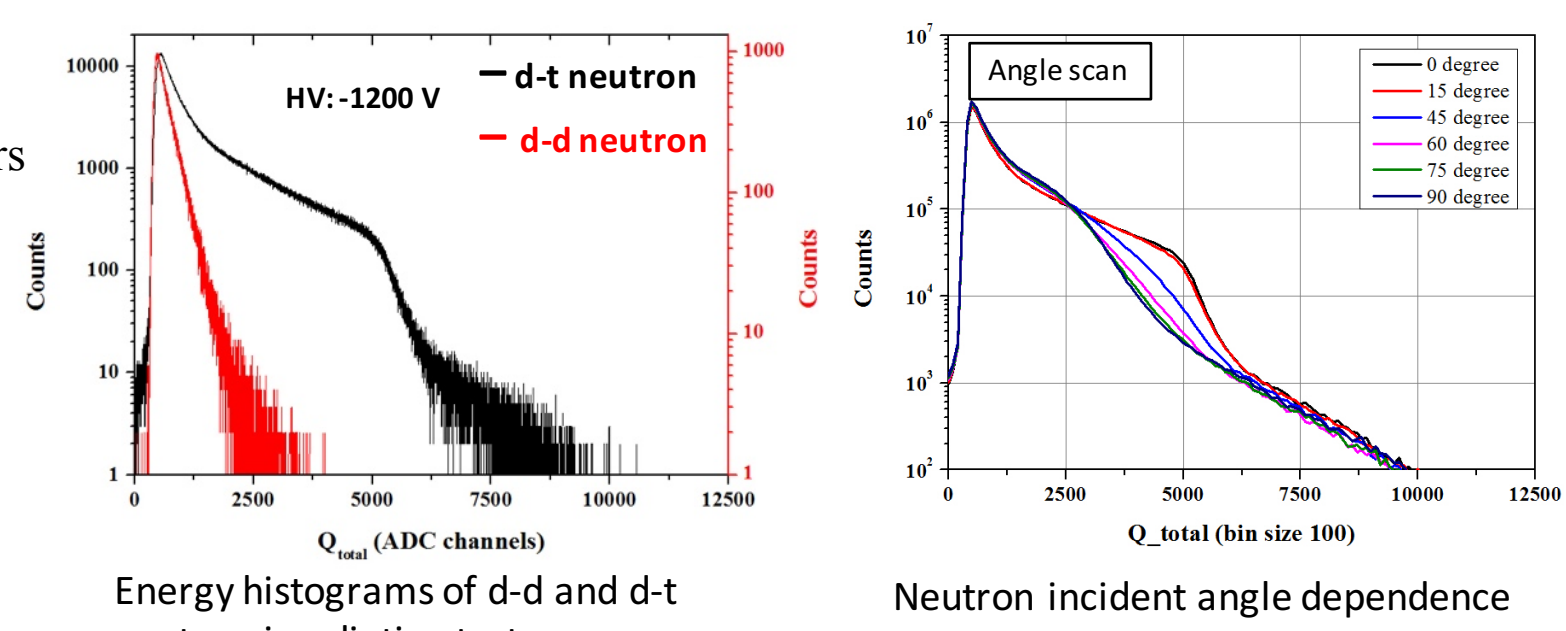 rs
HV: -1200 V
d-t neutron
d-d neutron
10000
1000
100
10
1
Counts
1000
100
10
1
Counts
0 2500 5000 7500 10000 12500
Q total (ADC channels)
Energy histograms of d-d and d-t
Angle scan
0 degree
15 degree
45 degree
60 degree
75 degree
90 degree
10^7
10^6
10^5
10^4
10^3
10^2
Counts
0 2500 5000 7500 10000 12500
Q_total (bin size 100)
Neutron incident angle dependence